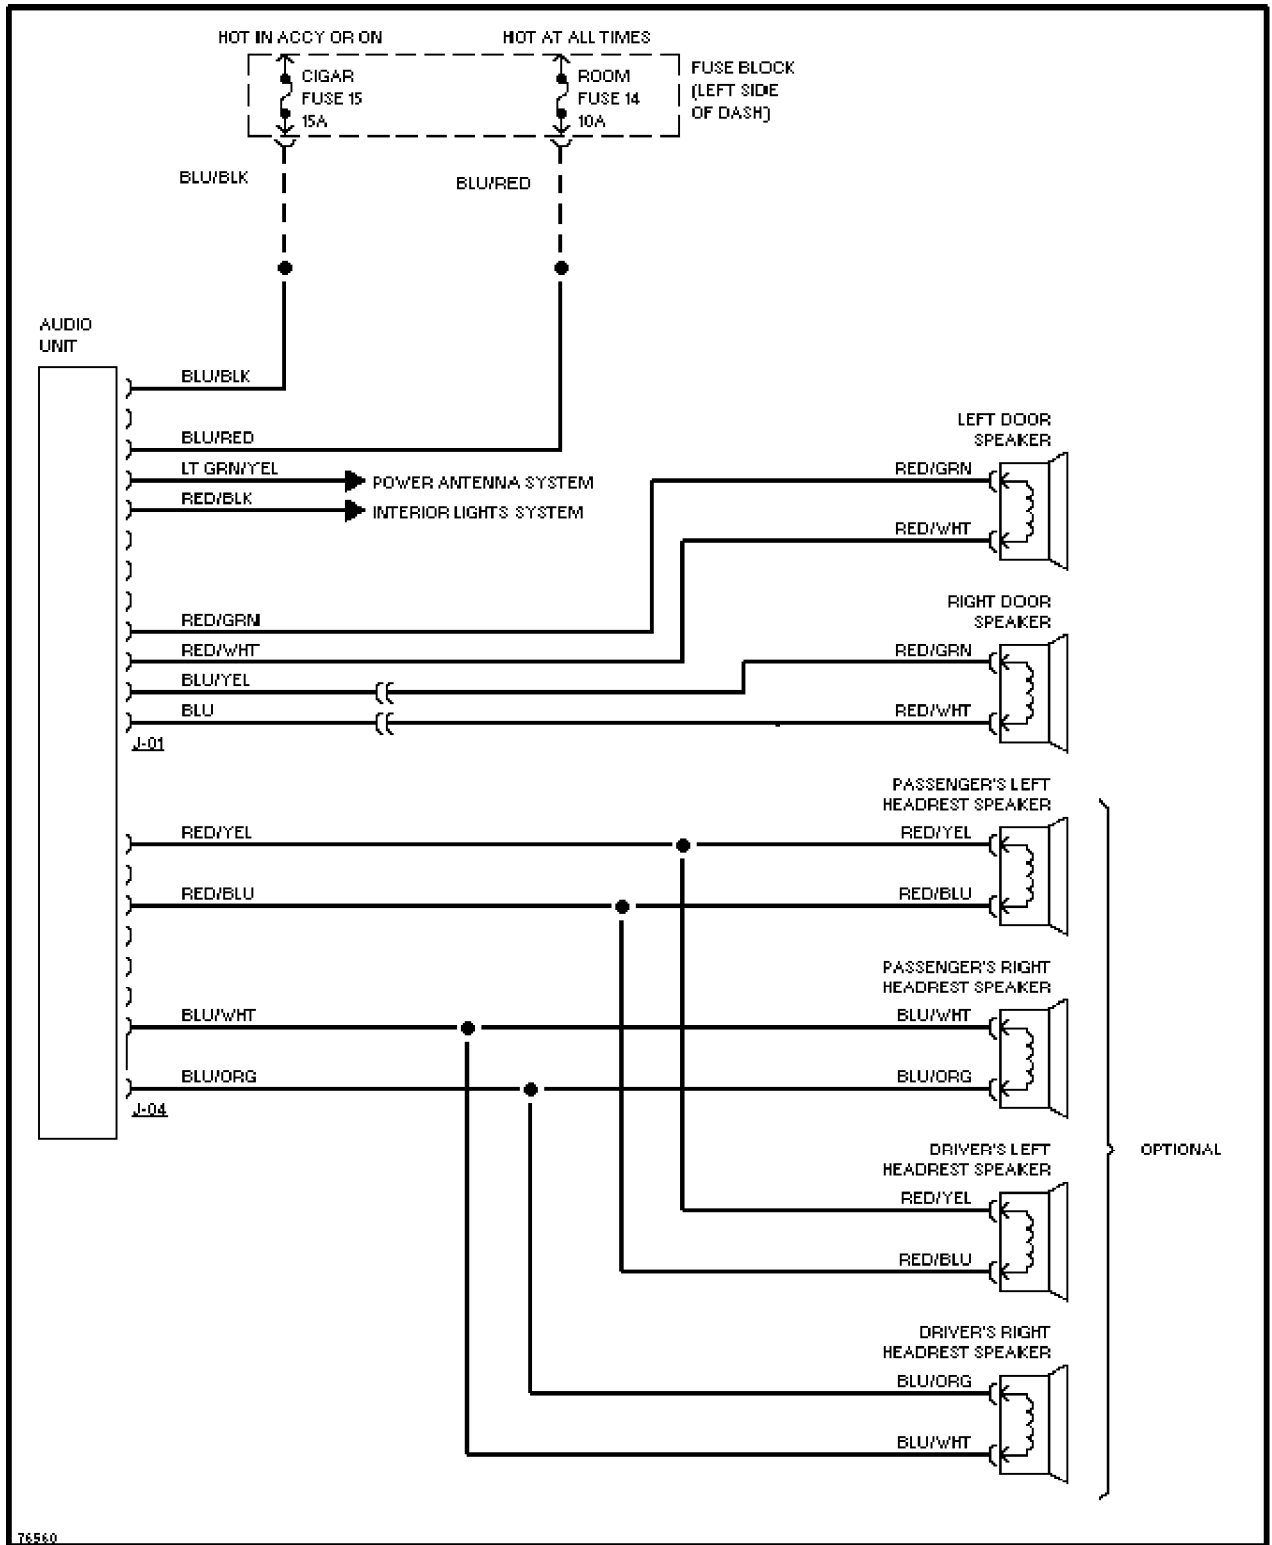 HOT IN ACCY OR ON
HOT AT ALL TIMES
CIGAR
FUSE 15
15A
ROOM
FUSE 14
10A
FUSE BLOCK
(LEFT SIDE
OF DASH)
BLU/BLK
BLU/RED
AUDIO
UNIT
BLU/BLK
BLU/RED
LT GRN/YEL
POWER ANTENNA SYSTEM
RED/BLK
INTERIOR LIGHTS SYSTEM
LEFT DOOR
SPEAKER
RED/GRN
RED/WHT
RIGHT DOOR
SPEAKER
RED/GRN
RED/GRN
RED/WHT
BLU/YEL
BLU
RED/WHT
J-01
PASSENGER'S LEFT
HEADREST SPEAKER
RED/YEL
RED/YEL
RED/BLU
RED/BLU
PASSENGER'S RIGHT
HEADREST SPEAKER
BLU/WHT
BLU/WHT
BLU/ORG
BLU/ORG
J-04
DRIVER'S LEFT
HEADREST SPEAKER
OPTIONAL
RED/YEL
RED/BLU
DRIVER'S RIGHT
HEADREST SPEAKER
BLU/ORG
BLU/WHT
76560